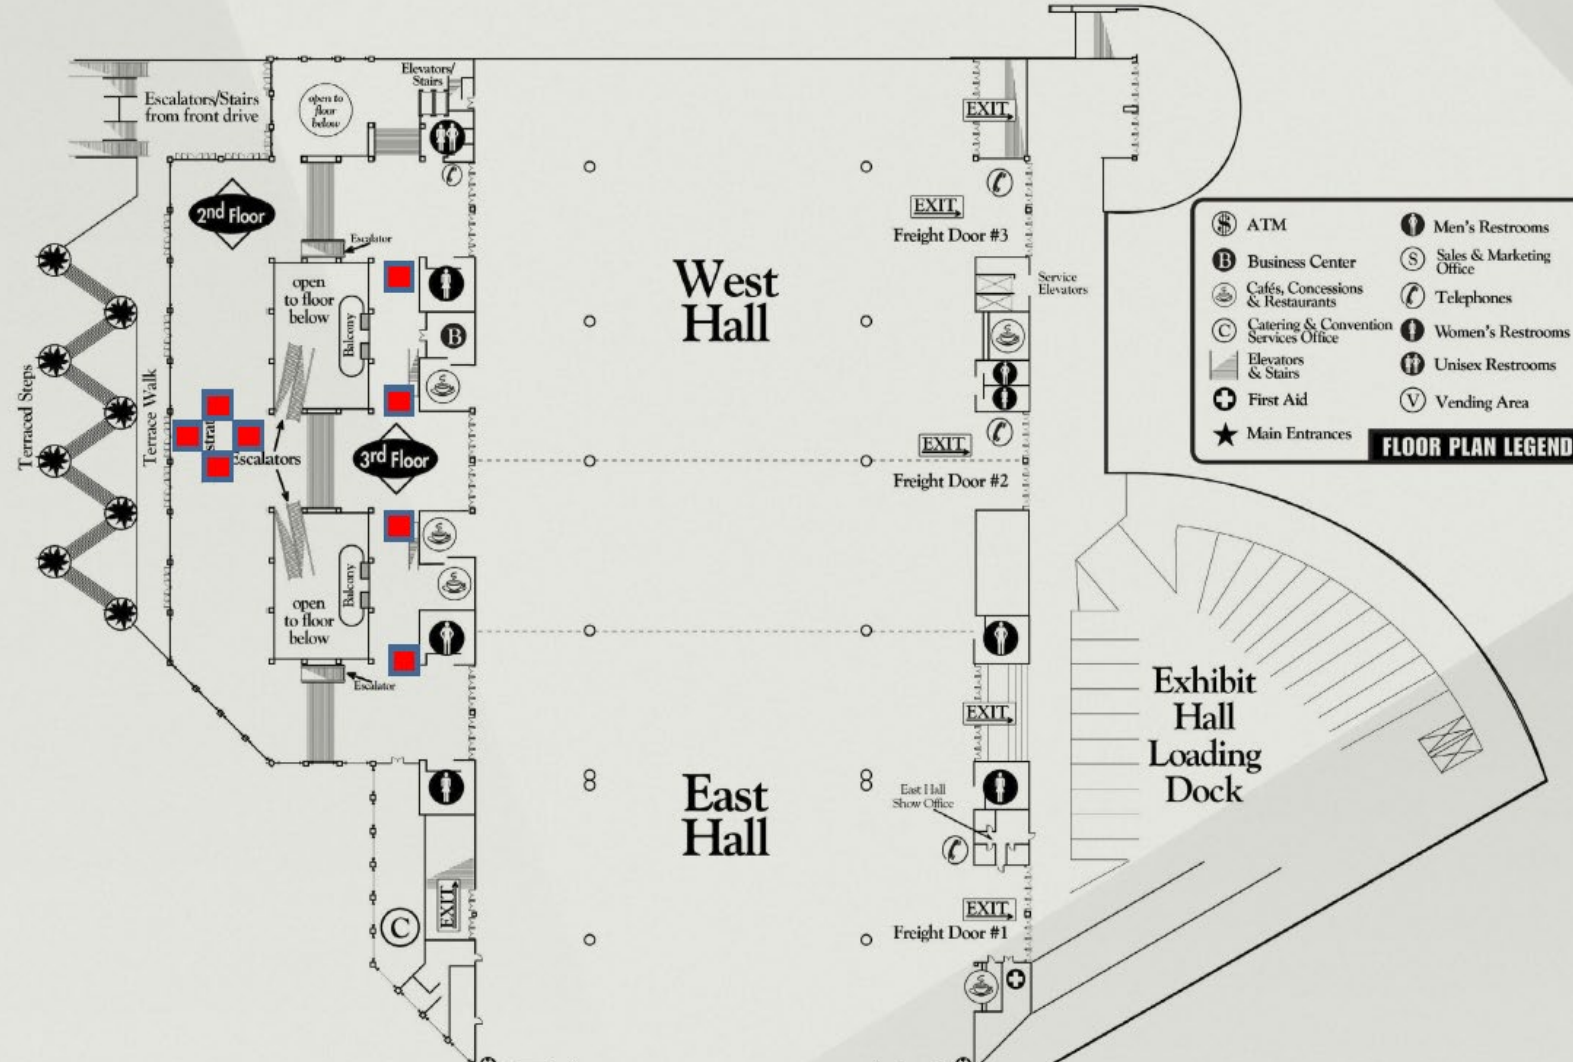 Elevators/
Stairs
Escalators/Stairs
from front drive
open to
floor
below
EXIT
2nd Floor
EXIT
Freight Door #3
Escalator
open
to floor
below
Balcony
B
West
Hall
Service
Elevators
$ ATM
B Business Center
Cafés, Concessions
& Restaurants
C Catering & Convention
Services Office
Elevators
& Stairs
First Aid
Main Entrances
Men's Restrooms
S Sales & Marketing
Office
Telephones
Women's Restrooms
Unisex Restrooms
V Vending Area
FLOOR PLAN LEGEND
Terraced Steps
Terrace Walk
strat
Escalators
3rd Floor
EXIT
Freight Door #2
Balcony
open
to floor
below
Escalator
EXIT
Exhibit
Hall
Loading
Dock
East
Hall
East Hall
Show Office
EXIT
C
EXIT
Freight Door #1